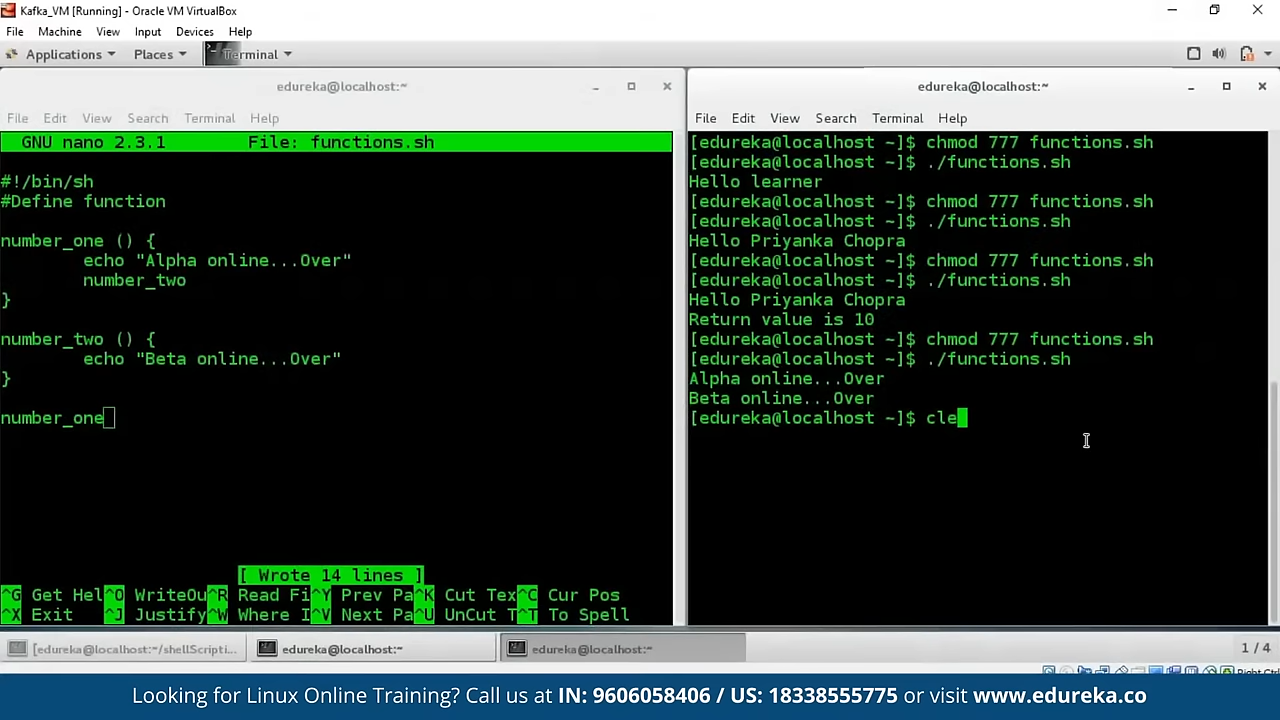 Kafka_VM [Running] - Oracle VM VirtualBox
File Machine View Input Devices Help
Applications Places Terminal
edureka@localhost:~
File Edit View Search Terminal Help
GNU nano 2.3.1 File: functions.sh
#!/bin/sh
#Define function
number_one () {
echo "Alpha online...Over"
number_two
}
number_two () {
echo "Beta online...Over"
}
number_one
[ Wrote 14 lines ]
^G Get Hel^O WriteOu^R Read Fi^Y Prev Pa^K Cut Tex^C Cur Pos
^X Exit ^J Justify^W Where I^V Next Pa^U UnCut T^T To Spell
edureka@localhost:~
File Edit View Search Terminal Help
[edureka@localhost ~]$ chmod 777 functions.sh
[edureka@localhost ~]$ ./functions.sh
Hello learner
[edureka@localhost ~]$ chmod 777 functions.sh
[edureka@localhost ~]$ ./functions.sh
Hello Priyanka Chopra
[edureka@localhost ~]$ chmod 777 functions.sh
[edureka@localhost ~]$ ./functions.sh
Hello Priyanka Chopra
Return value is 10
[edureka@localhost ~]$ chmod 777 functions.sh
[edureka@localhost ~]$ ./functions.sh
Alpha online...Over
Beta online...Over
[edureka@localhost ~]$ cle
[edureka@localhost:~/shellScripti... edureka@localhost:~ edureka@localhost:~ 1 / 4
Right Ctrl
Looking for Linux Online Training? Call us at IN: 9606058406 / US: 18338555775 or visit www.edureka.co